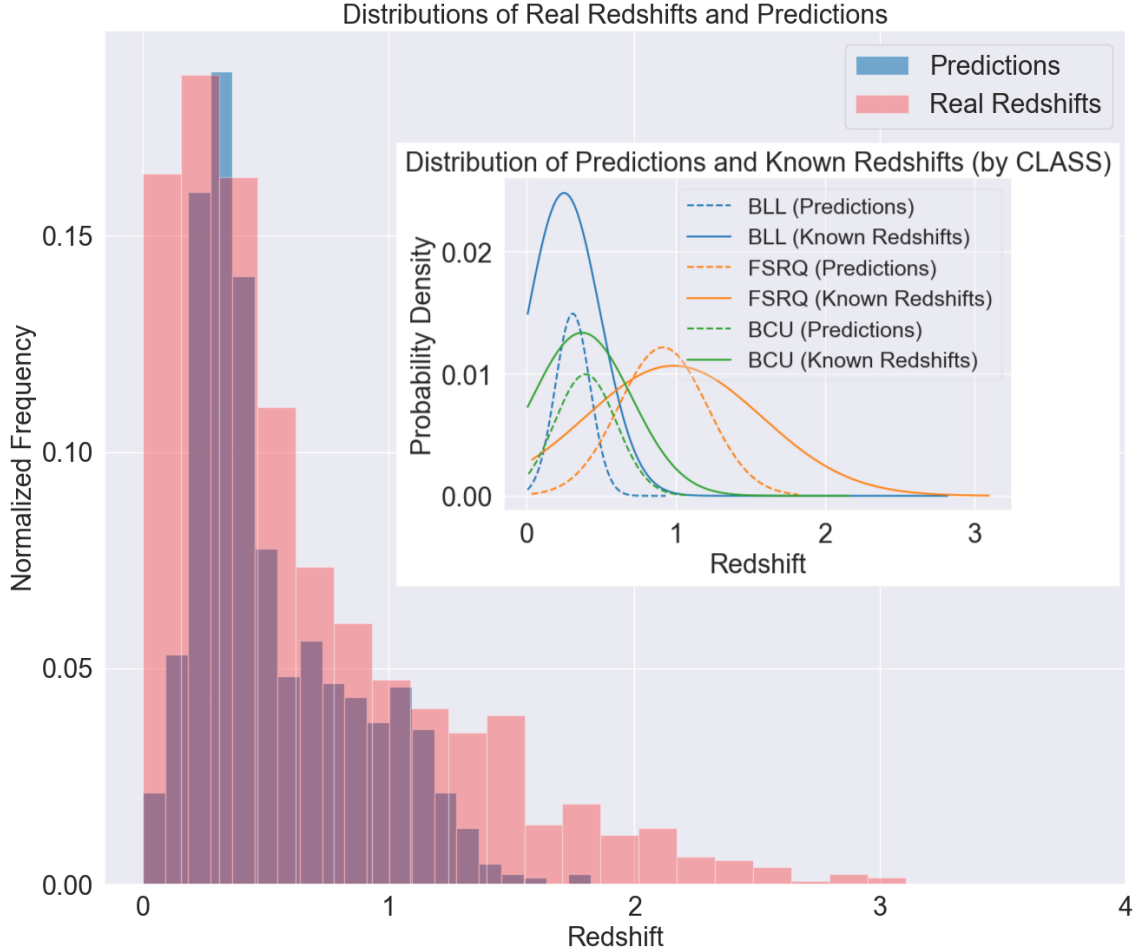 Distributions of Real Redshifts and Predictions
Predictions
Real Redshifts
Distribution of Predictions and Known Redshifts (by CLASS)
BLL (Predictions)
BLL (Known Redshifts)
FSRQ (Predictions)
FSRQ (Known Redshifts)
BCU (Predictions)
BCU (Known Redshifts)
Probability Density
0.02
0.01
0.00
0 1 2 3
Redshift
Normalized Frequency
0.15
0.10
0.05
0.00
0 1 2 3 4
Redshift